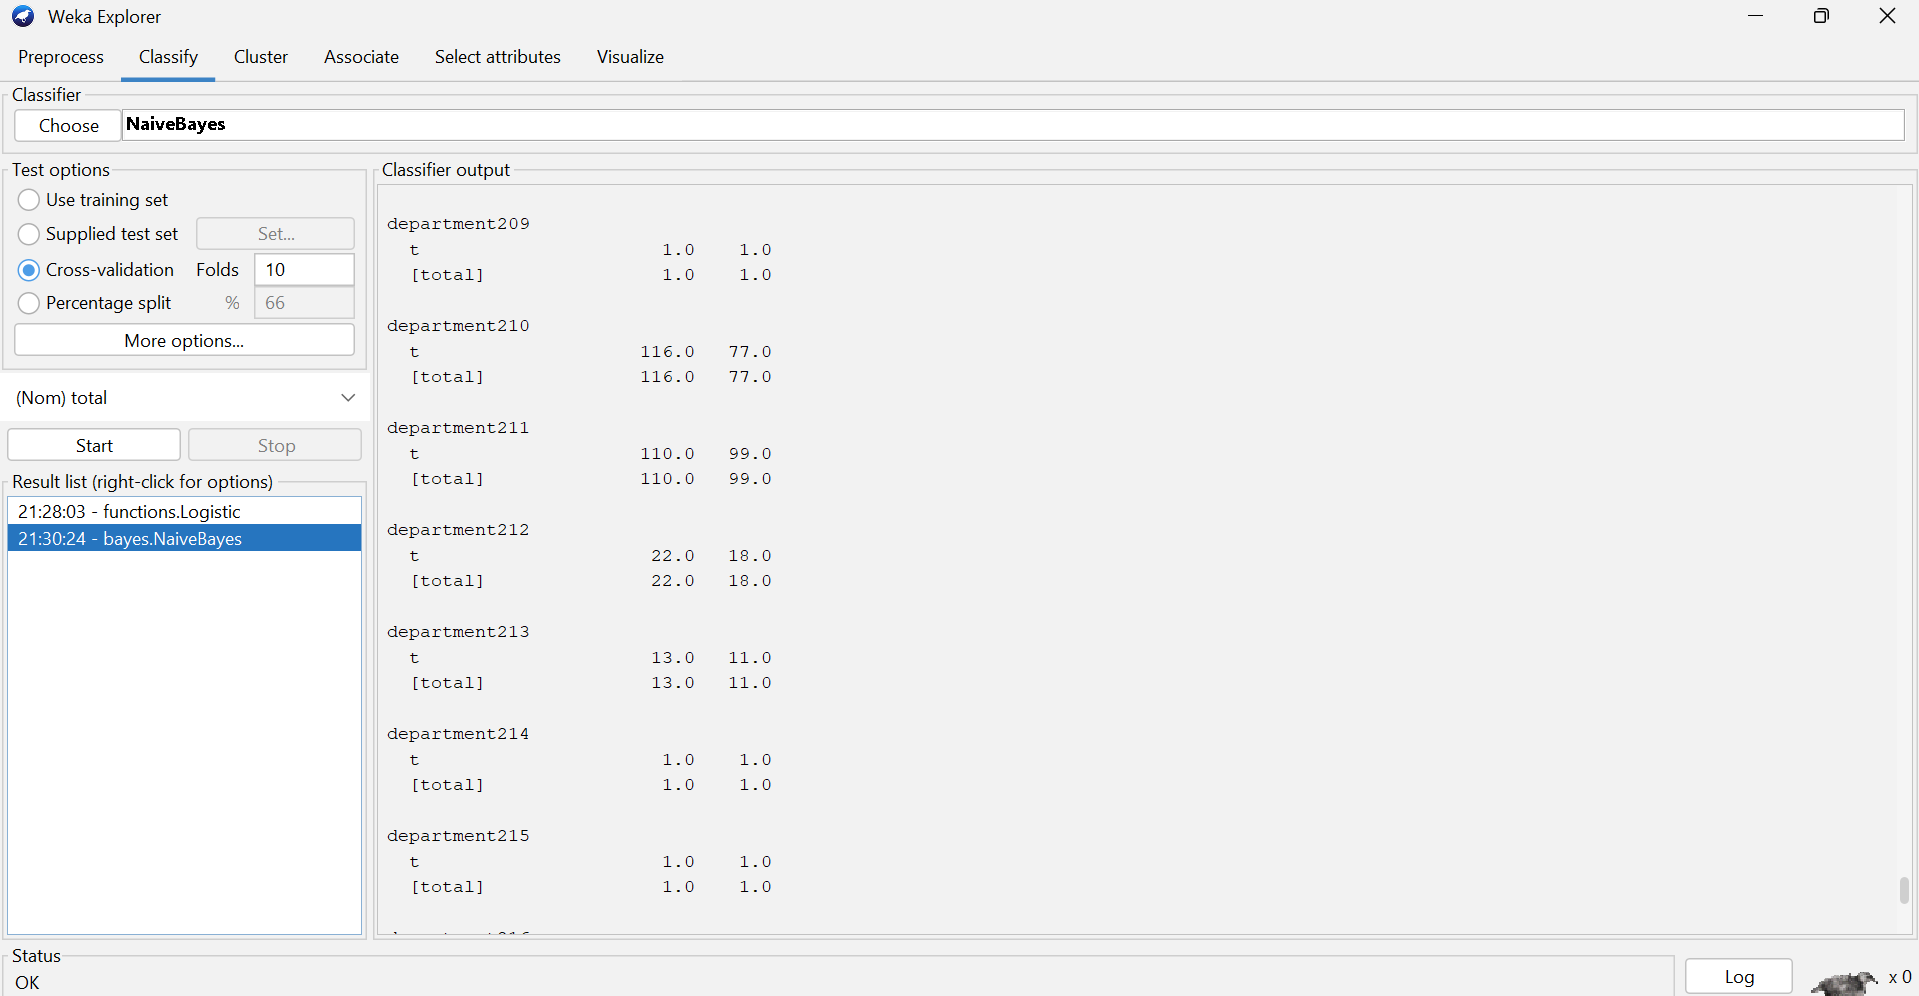 Weka Explorer
Preprocess Classify Cluster Associate Select attributes Visualize
Classifier
Choose NaiveBayes
Test options
Use training set
Supplied test set Set...
Cross-validation Folds 10
Percentage split % 66
More options...
(Nom) total
Start Stop
Result list (right-click for options)
21:28:03 - functions.Logistic
21:30:24 - bayes.NaiveBayes
Classifier output
department209
t 1.0 1.0
[total] 1.0 1.0
department210
t 116.0 77.0
[total] 116.0 77.0
department211
t 110.0 99.0
[total] 110.0 99.0
department212
t 22.0 18.0
[total] 22.0 18.0
department213
t 13.0 11.0
[total] 13.0 11.0
department214
t 1.0 1.0
[total] 1.0 1.0
department215
t 1.0 1.0
[total] 1.0 1.0
Status
OK
Log x 0